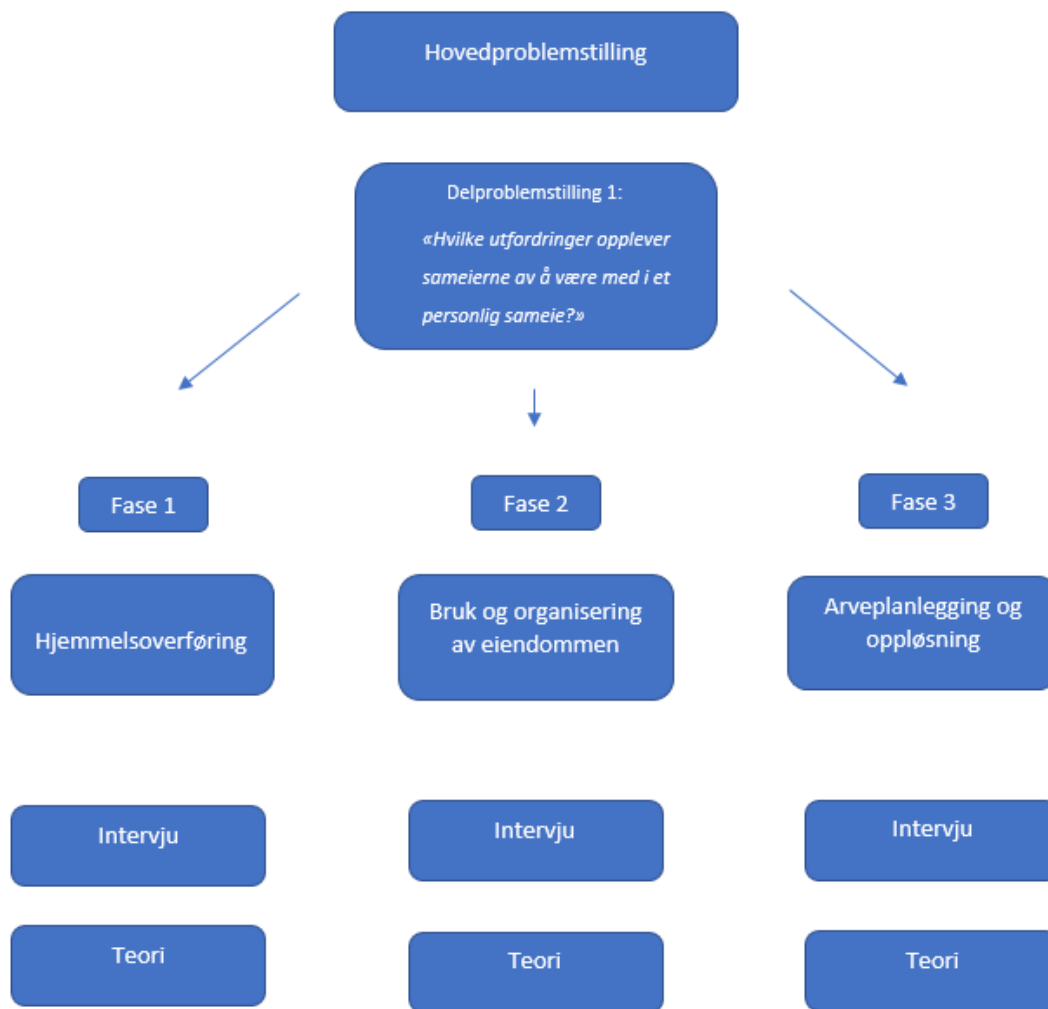 Hovedproblemstilling
Delproblemstilling 1:
«Hvilke utfordringer opplever
sameierne av å være med i et
personlig sameie?»
Fase 1
Fase 2
Fase 3
Hjemmelsoverføring
Bruk og organisering
av eiendommen
Arveplanlegging og
oppløsning
Intervju
Intervju
Intervju
Teori
Teori
Teori